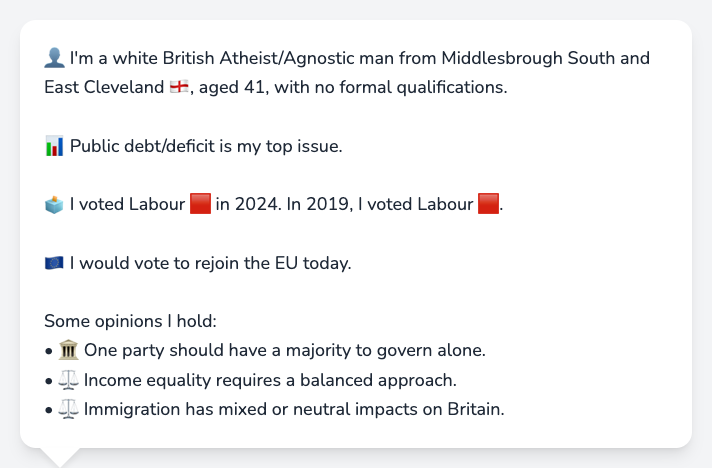 👤 I'm a white British Atheist/Agnostic man from Middlesbrough South and
East Cleveland 🏴󠁧󠁢󠁥󠁮󠁧󠁿, aged 41, with no formal qualifications.
📊 Public debt/deficit is my top issue.
🗳️ I voted Labour 🟥 in 2024. In 2019, I voted Labour 🟥.
🇪🇺 I would vote to rejoin the EU today.
Some opinions I hold:
• 🏛️ One party should have a majority to govern alone.
• ⚖️ Income equality requires a balanced approach.
• ⚖️ Immigration has mixed or neutral impacts on Britain.